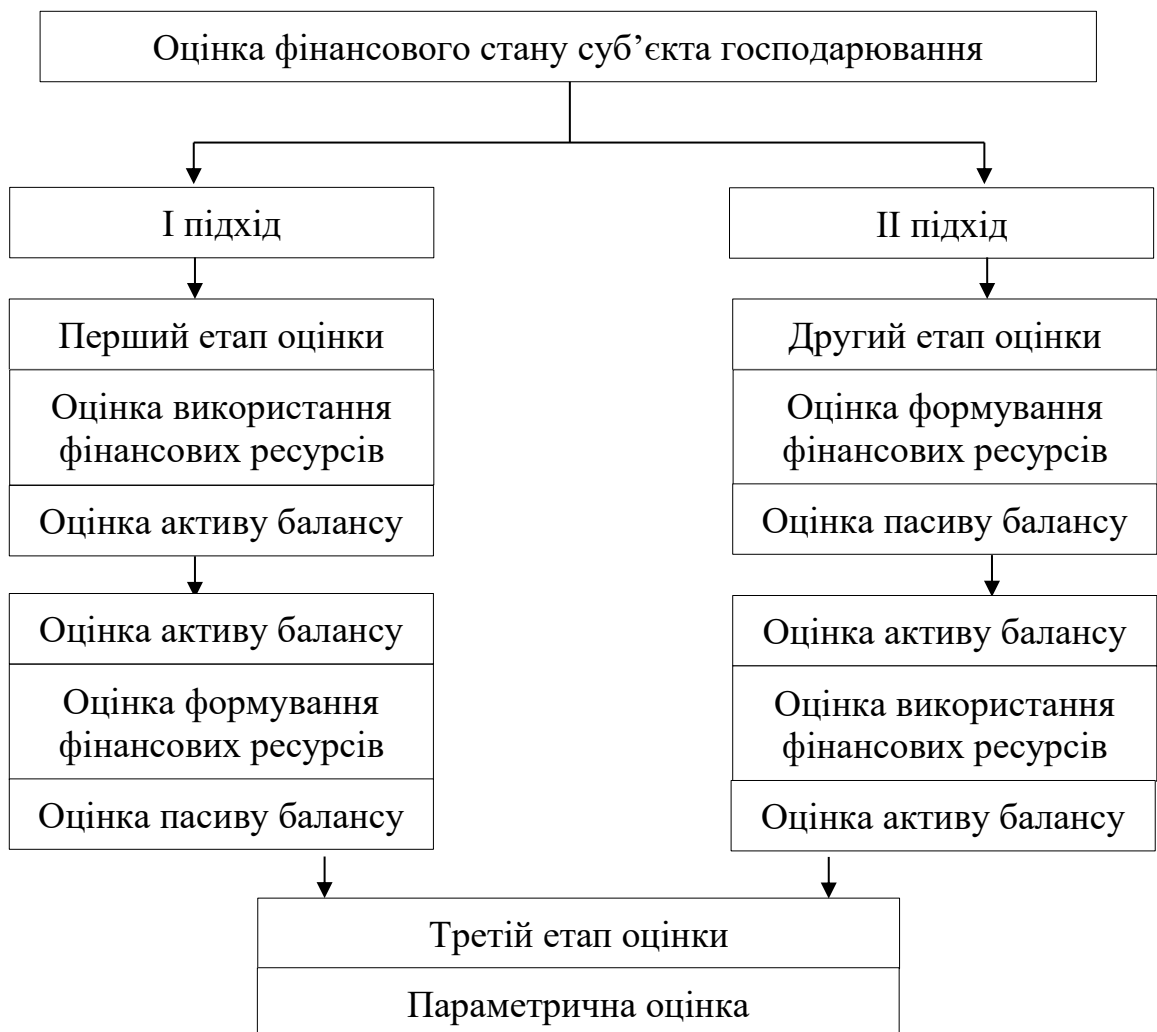 Оцінка фінансового стану суб’єкта господарювання
І підхід
ІІ підхід
Перший етап оцінки
Оцінка використання
фінансових ресурсів
Оцінка активу балансу
Другий етап оцінки
Оцінка формування
фінансових ресурсів
Оцінка пасиву балансу
Оцінка активу балансу
Оцінка формування
фінансових ресурсів
Оцінка пасиву балансу
Оцінка активу балансу
Оцінка використання
фінансових ресурсів
Оцінка активу балансу
Третій етап оцінки
Параметрична оцінка